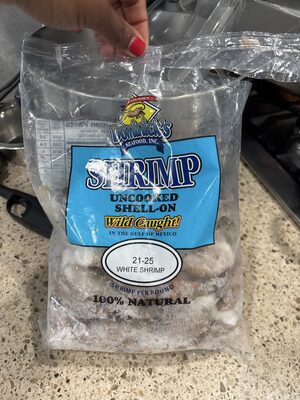 SEAFOOD, INC.
SHRIMP
UNCOOKED
SHELL-ON
Wild Caught!
IN THE GULF OF MEXICO
21-25
WHITE SHRIMP
SHRIMP PER POUND
100% NATURAL